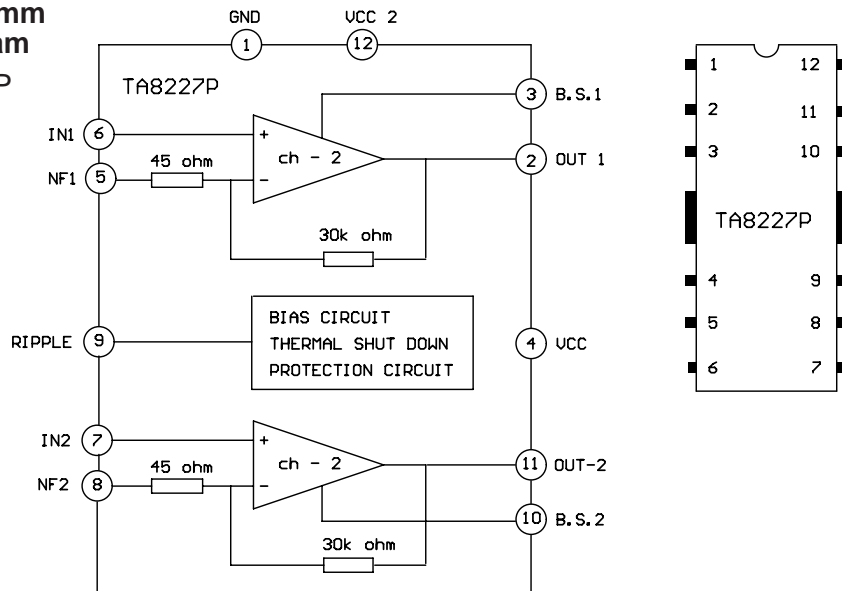 mm
am
P
GND VCC 2
1 12
TA8227P
3 B.S.1
IN1 6 + ch - 2
45 ohm
NF1 5 - 2 OUT 1
30k ohm
BIAS CIRCUIT
RIPPLE 9 THERMAL SHUT DOWN 4 VCC
PROTECTION CIRCUIT
IN2 7 + ch - 2
45 ohm
11 OUT-2
NF2 8 -
10 B.S.2
30k ohm
1 12
2 11
3 10
TA8227P
4 9
5 8
6 7